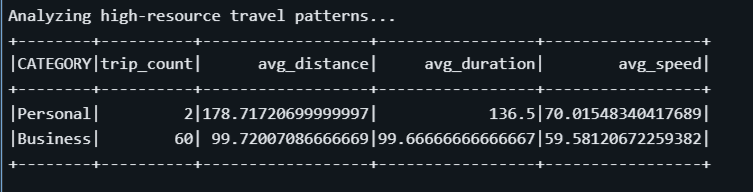 Analyzing high-resource travel patterns...
+--------+----------+-----------------+-----------------+-----------------+
|CATEGORY|trip_count|     avg_distance|     avg_duration|        avg_speed|
+--------+----------+-----------------+-----------------+-----------------+
|Personal|         2|178.71720699999997|            136.5|70.01548340417689|
|Business|        60| 99.72007086666669|99.66666666666667|59.58120672259382|
+--------+----------+-----------------+-----------------+-----------------+